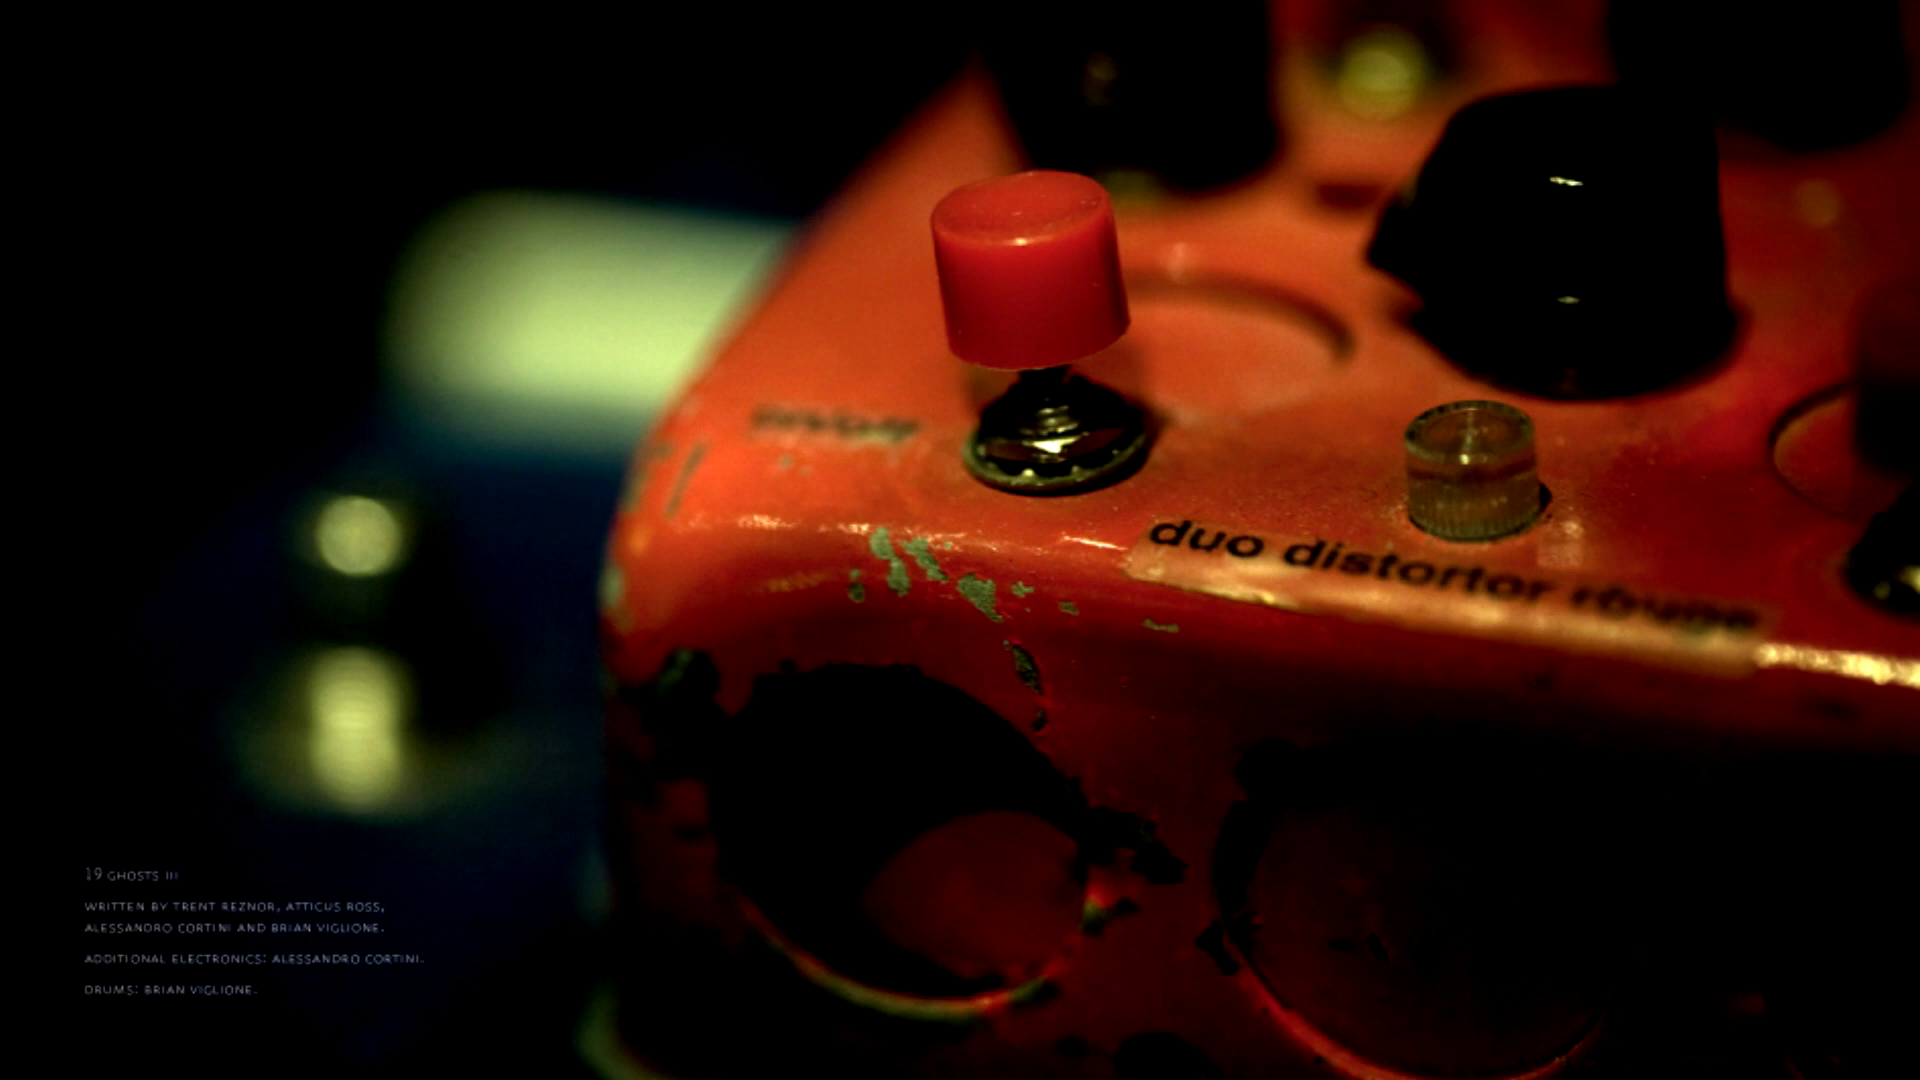 duo distortor rouge
19 GHOSTS III
WRITTEN BY TRENT REZNOR, ATTICUS ROSS,
ALESSANDRO CORTINI AND BRIAN VIGLIONE.
ADDITIONAL ELECTRONICS: ALESSANDRO CORTINI.
DRUMS: BRIAN VIGLIONE.